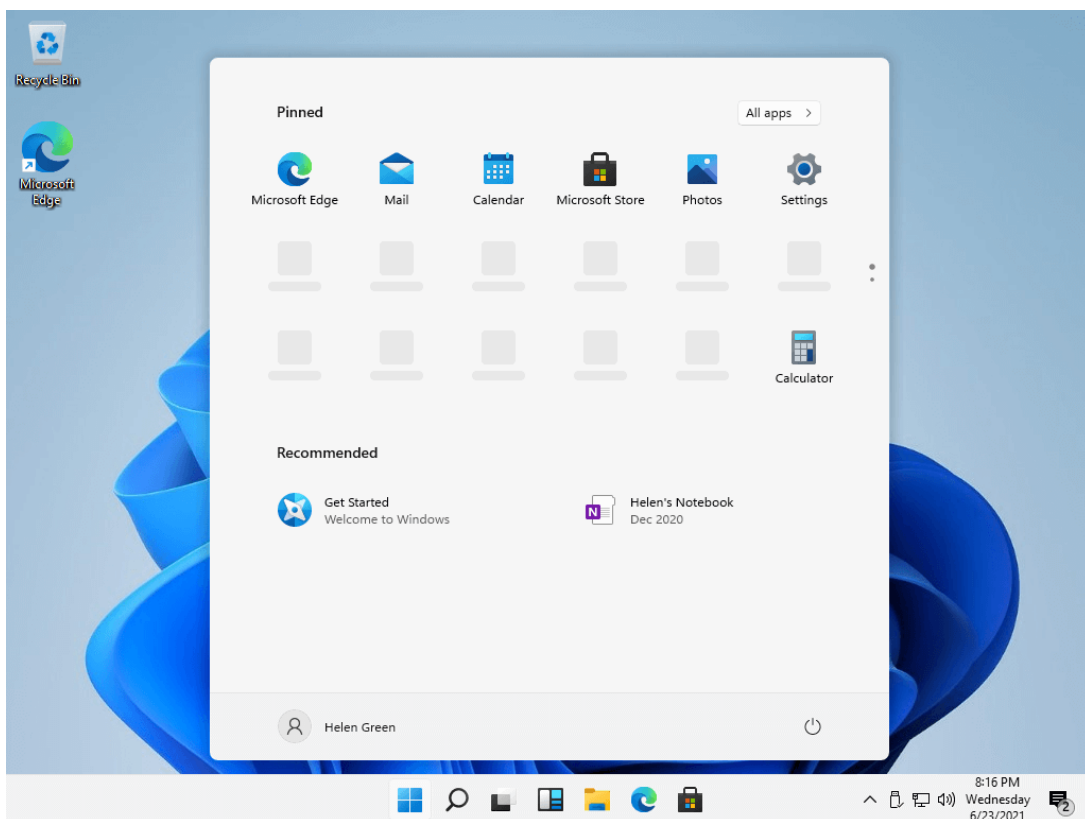 Recycle Bin
Microsoft
Edge
Pinned
All apps
Microsoft Edge
Mail
Calendar
Microsoft Store
Photos
Settings
Calculator
Recommended
Get Started
Welcome to Windows
Helen's Notebook
Dec 2020
N
Helen Green
8:16 PM
Wednesday
6/23/2021
2